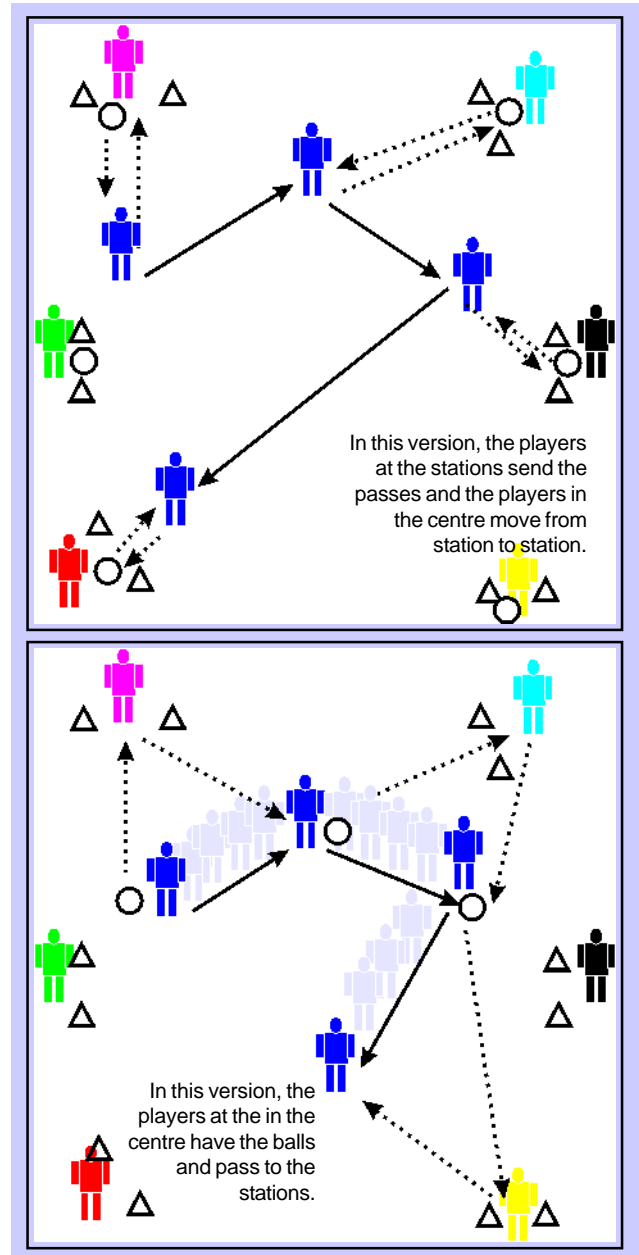 In this version, the players
at the stations send the
passes and the players in
the centre move from
station to station.
In this version, the
players at the in the
centre have the balls
and pass to the
stations.